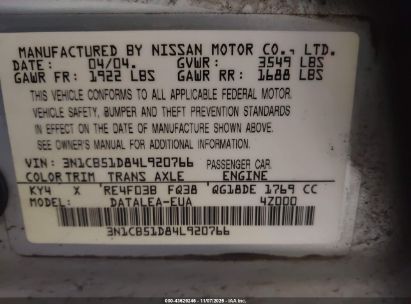 MANUFACTURED BY NISSAN MOTOR CO., LTD.
DATE: 04/04. GVWR: 3549 LBS
GAWR FR: 1922 LBS GAWR RR: 1688 LBS
THIS VEHICLE CONFORMS TO ALL APPLICABLE FEDERAL MOTOR
VEHICLE SAFETY, BUMPER AND THEFT PREVENTION STANDARDS
IN EFFECT ON THE DATE OF MANUFACTURE SHOWN ABOVE.
SEE OWNER'S MANUAL FOR ADDITIONAL INFORMATION.
VIN: 3N1CB51D84L920766 PASSENGER CAR
COLOR TRIM TRANS AXLE ENGINE
KY4 X RE4F03B FQ38 QG18DE 1769 CC
MODEL: DATALEA-EUA 4Z000
3N1CB51D84L920766